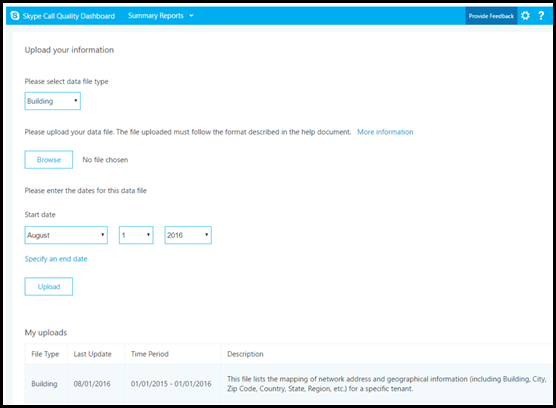 Skype Call Quality Dashboard Summary Reports Provide Feedback ?
Upload your information
Please select data file type
Building
Please upload your data file. The file uploaded must follow the format described in the help document. More information
Browse No file chosen
Please enter the dates for this data file
Start date
August 1 2016
Specify an end date
Upload
My uploads
File Type Last Update Time Period Description
Building 08/01/2016 01/01/2015 - 01/01/2016 This file lists the mapping of network address and geographical information (including Building, City,
Zip Code, Country, State, Region, etc.) for a specific tenant.